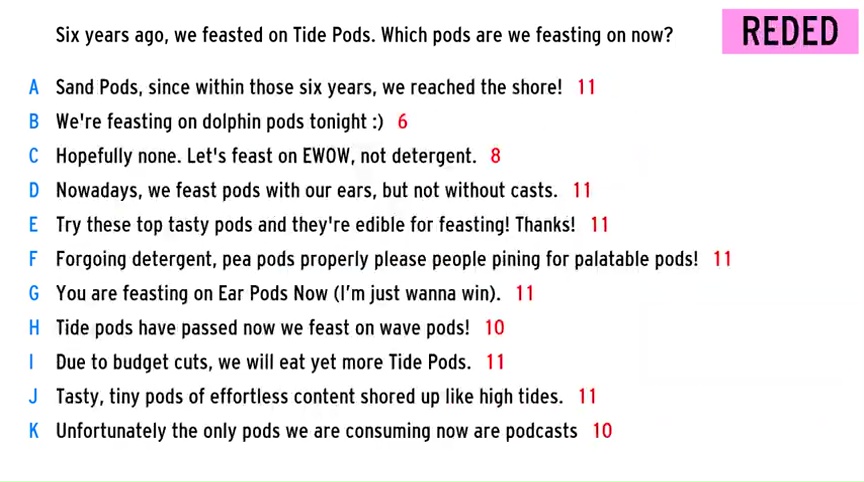 Six years ago, we feasted on Tide Pods. Which pods are we feasting on now?
REDED
A Sand Pods, since within those six years, we reached the shore! 11
B We're feasting on dolphin pods tonight :) 6
C Hopefully none. Let's feast on EWOW, not detergent. 8
D Nowadays, we feast pods with our ears, but not without casts. 11
E Try these top tasty pods and they're edible for feasting! Thanks! 11
F Forgoing detergent, pea pods properly please people pining for palatable pods! 11
G You are feasting on Ear Pods Now (I'm just wanna win). 11
H Tide pods have passed now we feast on wave pods! 10
I Due to budget cuts, we will eat yet more Tide Pods. 11
J Tasty, tiny pods of effortless content shored up like high tides. 11
K Unfortunately the only pods we are consuming now are podcasts 10